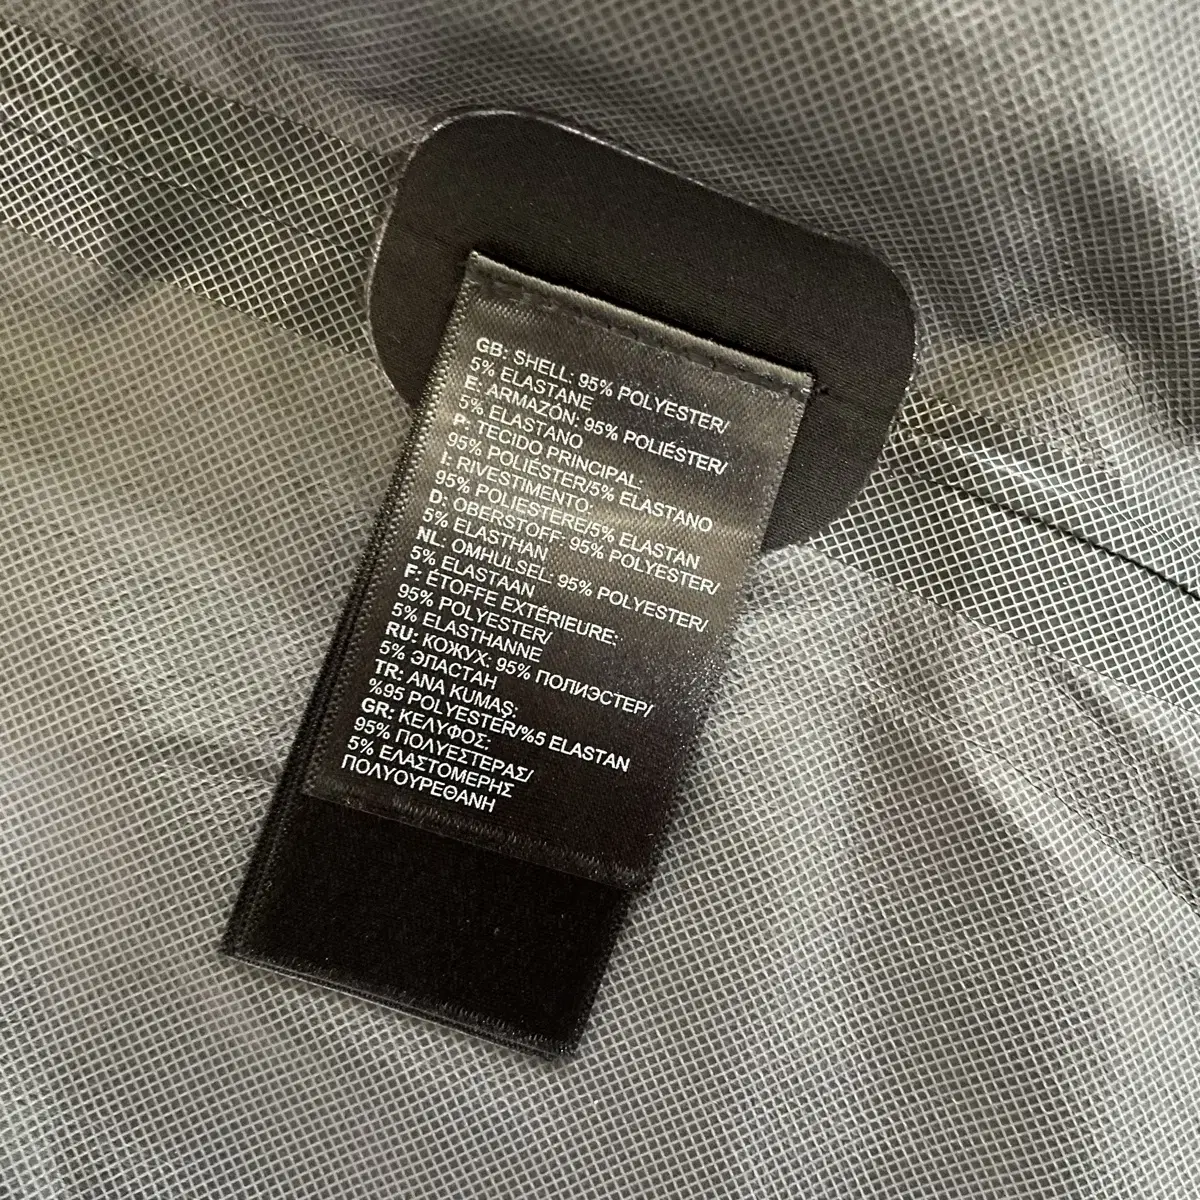 GB: SHELL: 95% POLYESTER/
5% ELASTANE
E: ARMAZÓN: 95% POLIÉSTER/
5% ELASTANO
P: TECIDO PRINCIPAL:
95% POLIÉSTER/5% ELASTANO
I: RIVESTIMENTO:
95% POLIESTERE/5% ELASTAN
D: OBERSTOFF: 95% POLYESTER/
5% ELASTHAN
NL: OMHULSEL: 95% POLYESTER/
5% ELASTAAN
F: ÉTOFFE EXTÉRIEURE:
95% POLYESTER/
5% ELASTHANNE
RU: КОЖУХ: 95% ПОЛИЭСТЕР/
5% ЭЛАСТАН
TR: ANA KUMAŞ:
%95 POLYESTER/%5 ELASTAN
GR: ΚΕΛΥΦΟΣ:
95% ΠΟΛΥΕΣΤΕΡΑΣ/
5% ΕΛΑΣΤΟΜΕΡΗΣ
ΠΟΛΥΟΥΡΕΘΑΝΗ